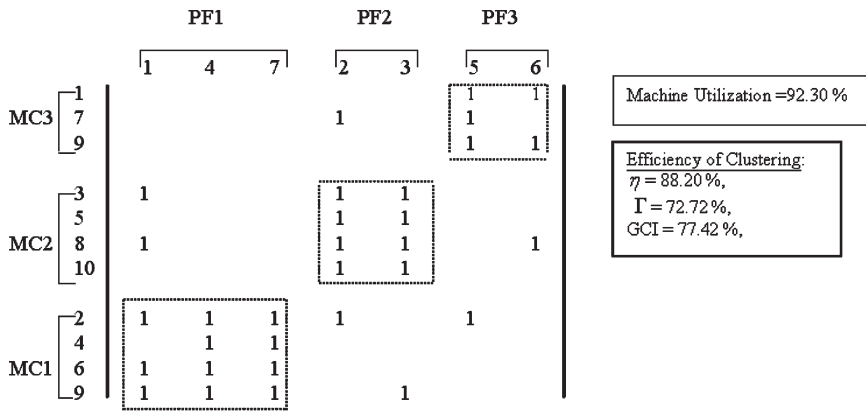 PF1 PF2 PF3
1 4 7 2 3 5 6
1 1 1
MC3 7 1 1
9 1 1
3 1 1 1
5 1 1
MC2 8 1 1 1 1
10 1 1
2 1 1 1 1 1
4 1 1
MC1 6 1 1 1
9 1 1 1 1
Machine Utilization =92.30 %
Efficiency of Clustering:
η = 88.20 %,
Γ = 72.72 %,
GCI = 77.42 %,